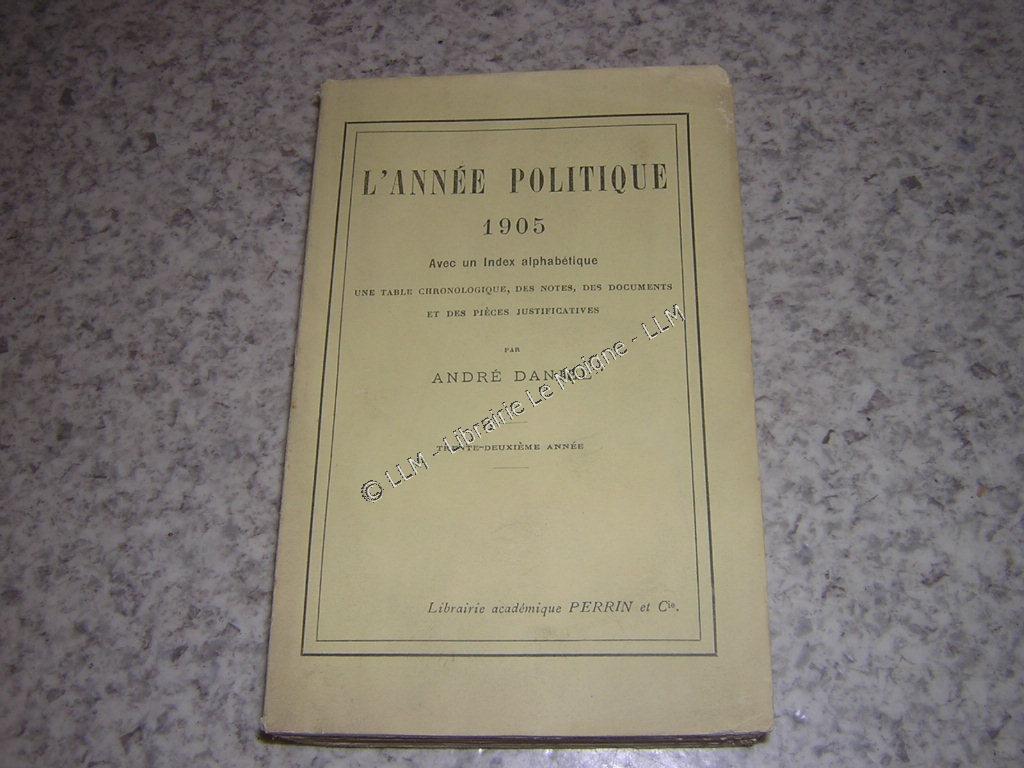 L'ANNÉE POLITIQUE
1905
Avec un Index alphabétique
UNE TABLE CHRONOLOGIQUE, DES NOTES, DES DOCUMENTS
ET DES PIÈCES JUSTIFICATIVES
PAR
ANDRÉ
TRENTE-DEUXIÈME ANNÉE
© LLM - Librairie Le Moigne - LLM
Librairie académique PERRIN et Cie.